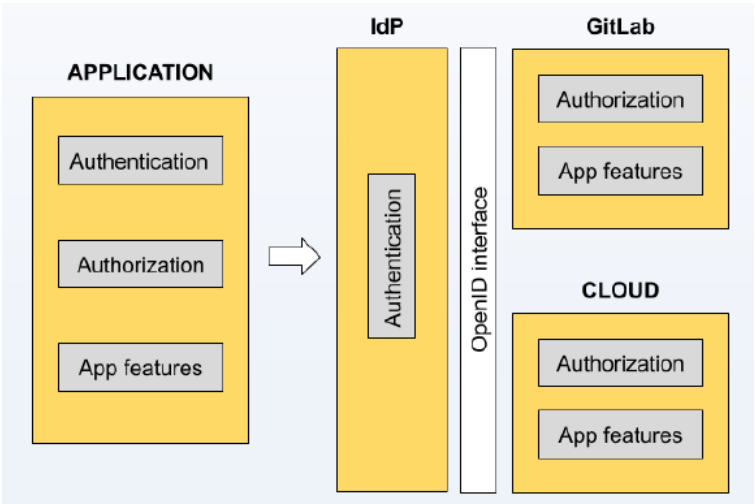 APPLICATION
Authentication
Authorization
App features
IdP
Authentication
OpenID interface
GitLab
Authorization
App features
CLOUD
Authorization
App features